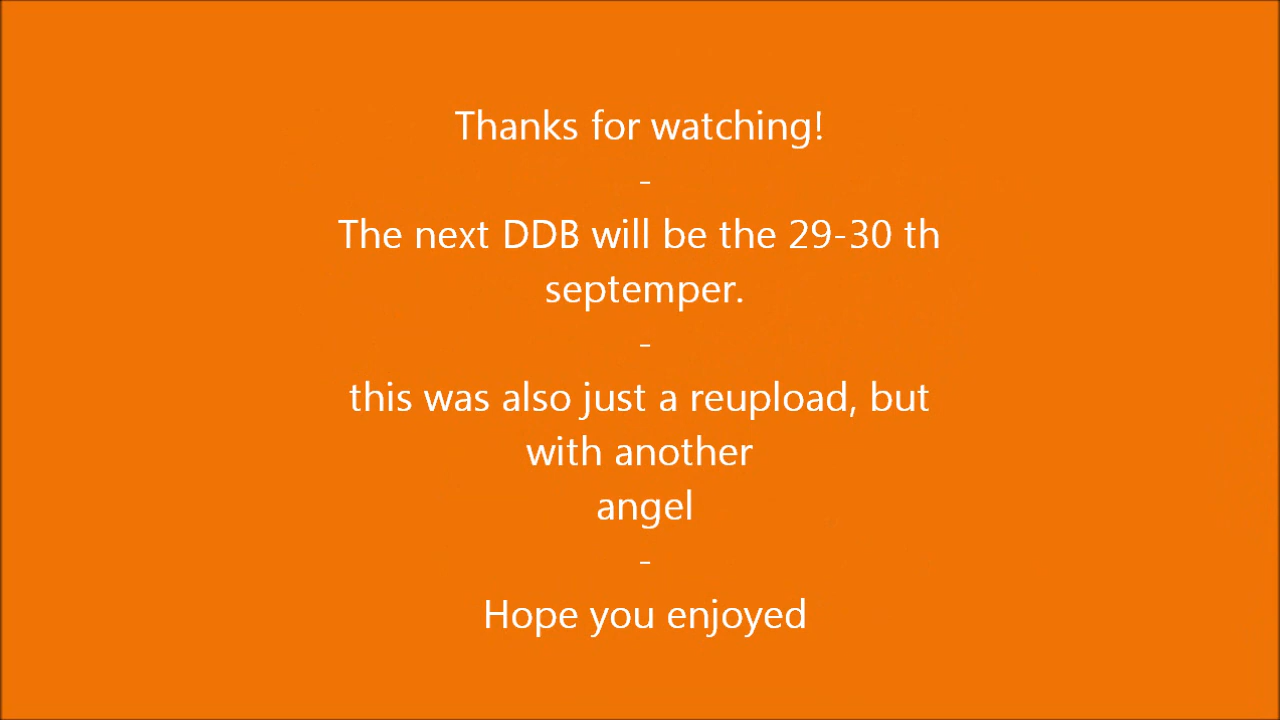 Thanks for watching!
-
The next DDB will be the 29-30 th
septemper.
-
this was also just a reupload, but
with another
angel
-
Hope you enjoyed